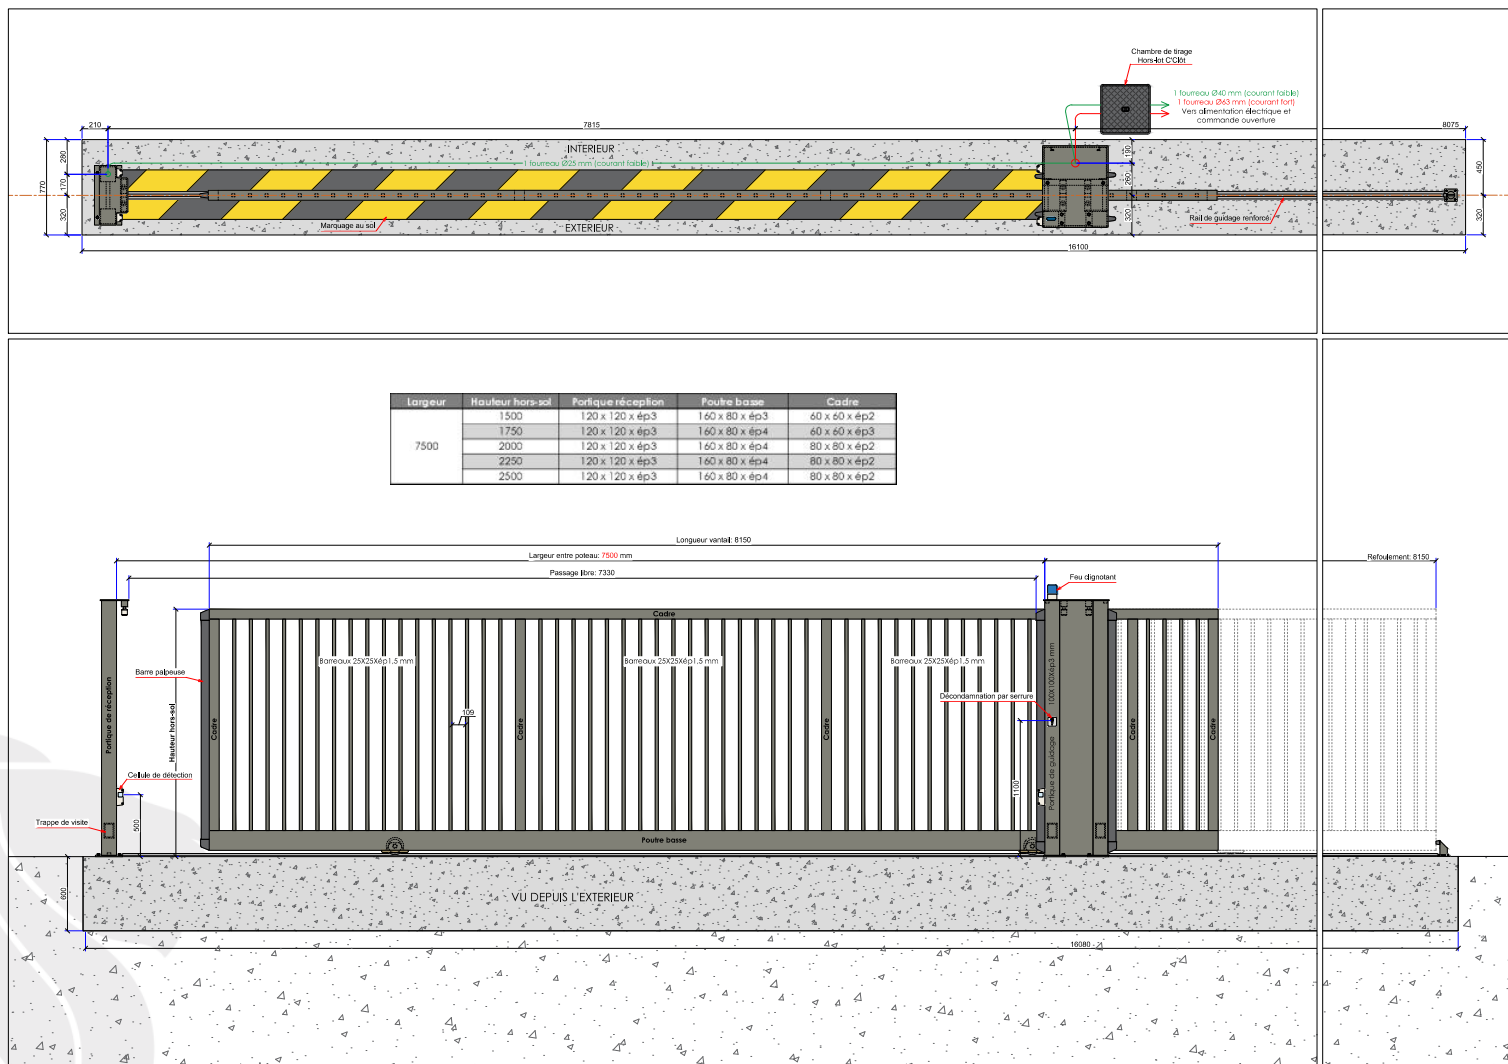 Chambre de tirage
Hors-lot C'Clôt
1 fourreau Ø40 mm (courant faible)
1 fourreau Ø63 mm (courant fort)
Vers alimentation électrique et
commande ouverture
210
7815
8075
INTERIEUR
1 fourreau Ø25 mm (courant faible)
280
170
320
770
190
260
320
450
320
Marquage au sol
EXTERIEUR
Rail de guidage renforcé
16100
Largeur Hauteur hors-sol Portique réception Poutre basse Cadre
7500
1500 120 x 120 x ép3 160 x 80 x ép3 60 x 60 x ép2
1750 120 x 120 x ép3 160 x 80 x ép4 60 x 60 x ép3
2000 120 x 120 x ép3 160 x 80 x ép4 80 x 80 x ép2
2250 120 x 120 x ép3 160 x 80 x ép4 80 x 80 x ép2
2500 120 x 120 x ép3 160 x 80 x ép4 80 x 80 x ép2
Longueur vantail: 8150
Largeur entre poteau: 7500 mm
Refoulement: 8150
Passage libre: 7330
Feu clignotant
Cadre
Barreaux 25X25Xép1,5 mm
Barreaux 25X25Xép1,5 mm
Barreaux 25X25Xép1,5 mm
Barre palpeuse
Décondamnation par serrure
109
Portique de réception
Hauteur hors-sol
Cadre
Cadre
Cadre
Portique de guidage 100X100Xép3 mm
Cadre
Cadre
Cellule de détection
1100
Trappe de visite
500
Poutre basse
600
VU DEPUIS L'EXTERIEUR
16080